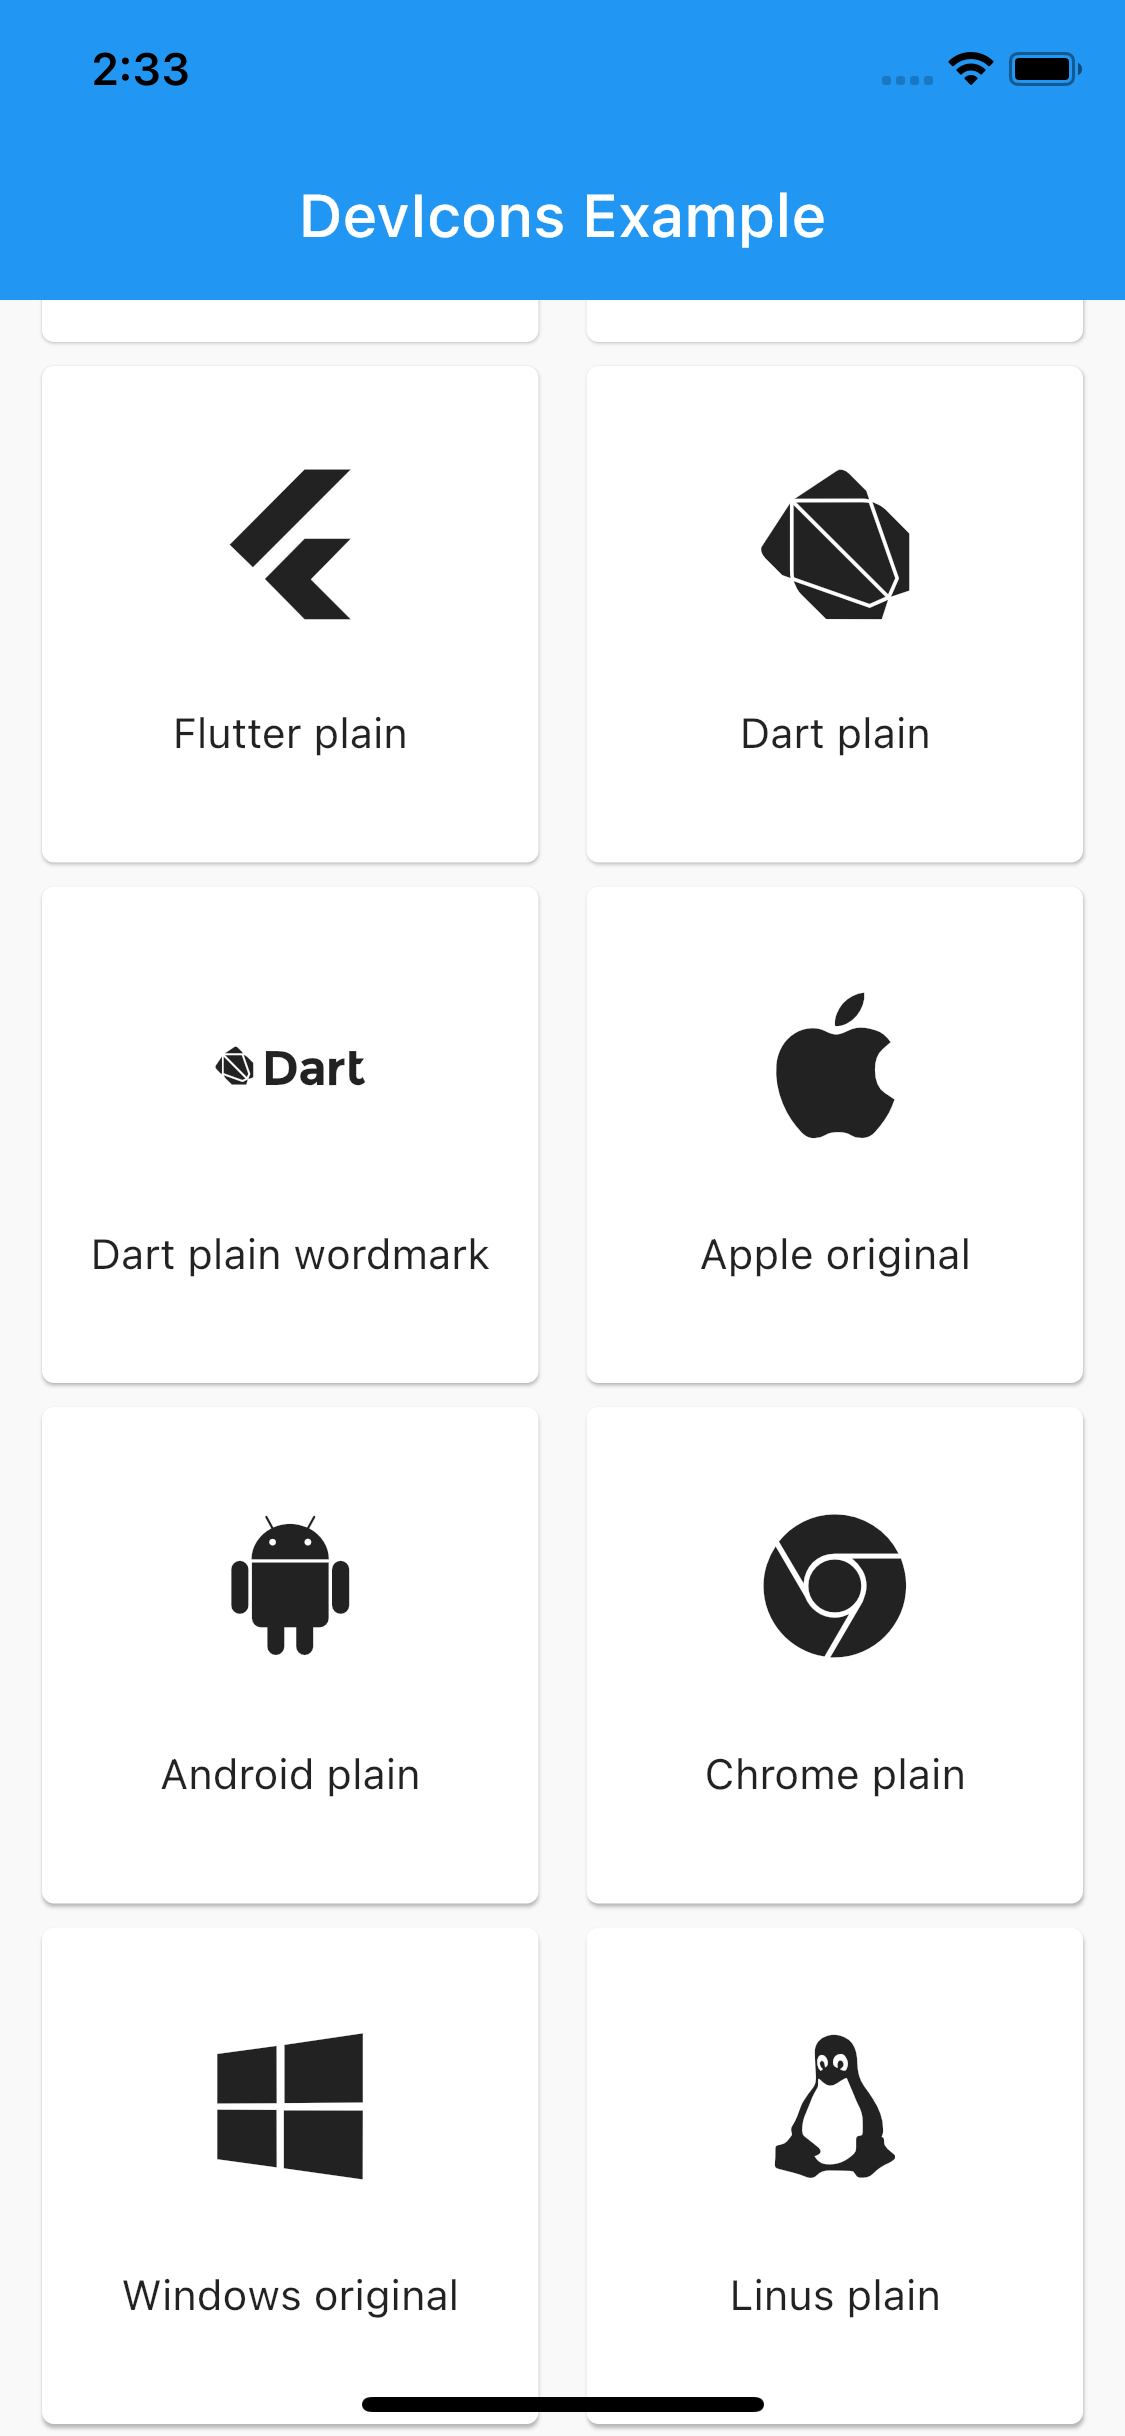 2:33
DevIcons Example
Flutter plain
Dart plain
Dart
Dart plain wordmark
Apple original
Android plain
Chrome plain
Windows original
Linus plain